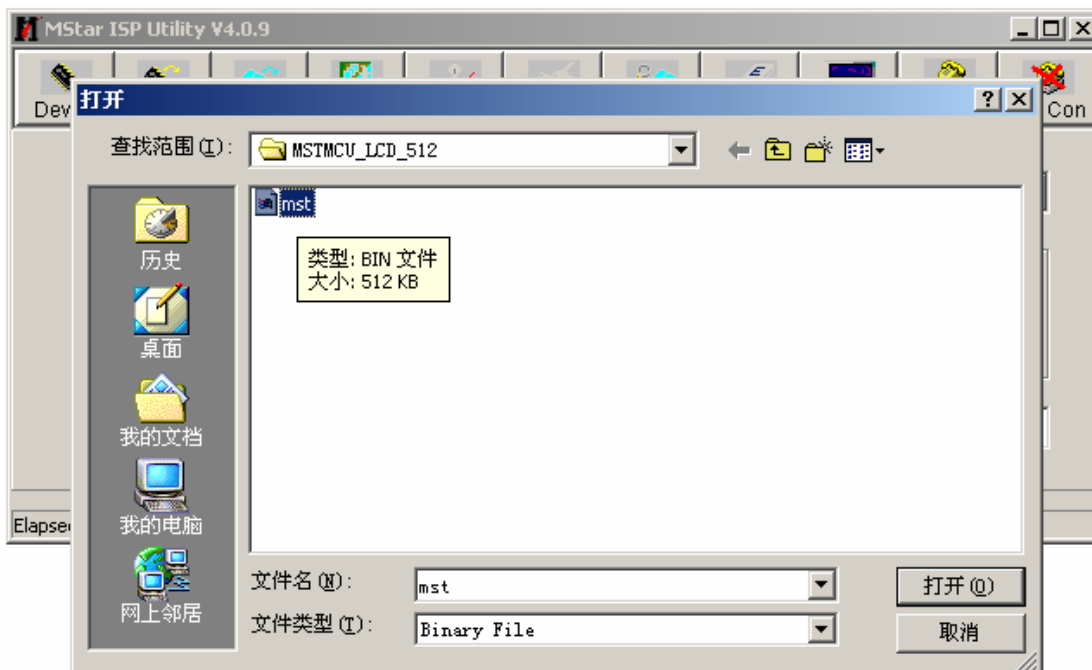 MStar ISP Utility V4.0.9
Dev
Con
打开
查找范围(I):
MSTMCU_LCD_512
mst
类型: BIN 文件
大小: 512 KB
历史
桌面
我的文档
我的电脑
网上邻居
Elapse
文件名(N):
mst
打开(O)
文件类型(T):
Binary File
取消